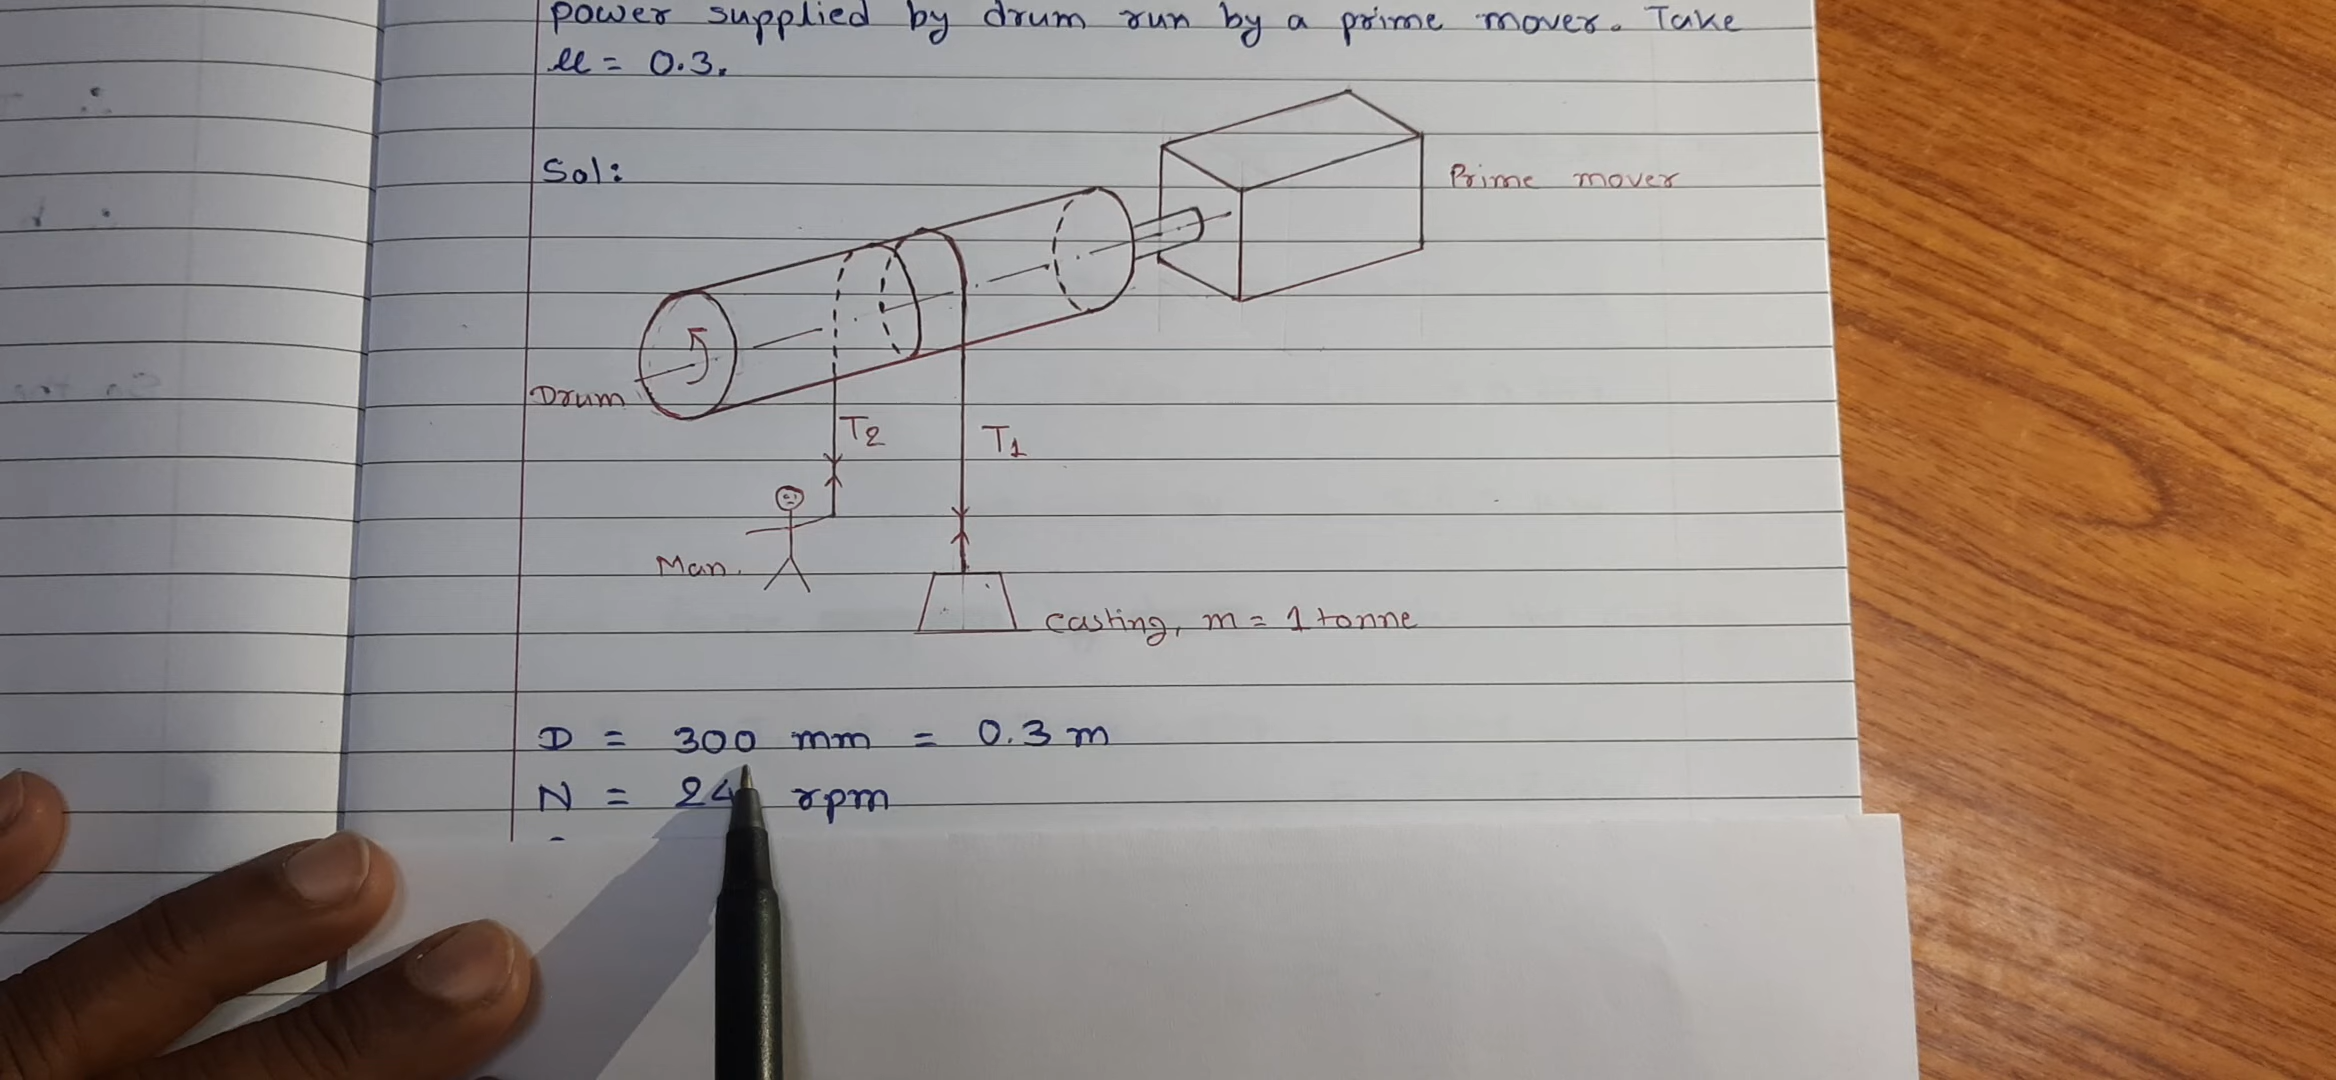 power supplied by drum run by a prime mover. Take
μ = 0.3.
Sol:
Prime mover
Drum
T2
T1
Man.
casting, m = 1 tonne
D = 300 mm = 0.3 m
N = 24 rpm